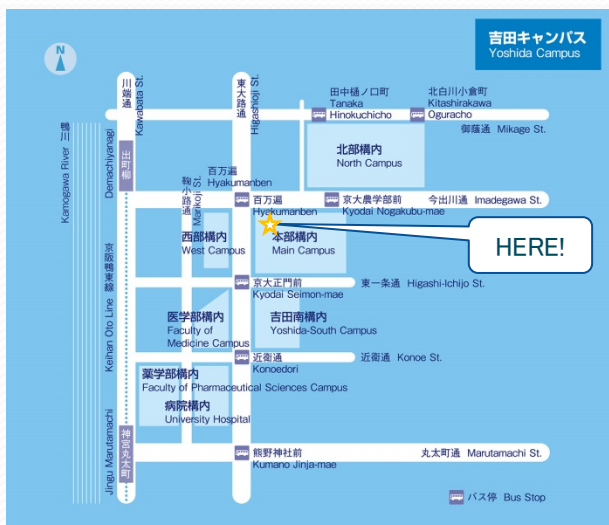 吉田キャンパス
Yoshida Campus
N
川端通
Kawabata St.
東大路通
Higashioji St.
田中樋ノ口町
Tanaka
Hinokuchicho
北白川小倉町
Kitashirakawa
Oguracho
御蔭通 Mikage St.
鴨川
Kamogawa River
出町柳
Demachiyanagi
北部構内
North Campus
鞠小路通
Marikoji St.
百万遍
Hyakumanben
百万遍
Hyakumanben
京大農学部前
Kyodai Nogakubu-mae
今出川通 Imadegawa St.
HERE!
西部構内
West Campus
本部構内
Main Campus
京阪鴨東線
Keihan Oto Line
京大正門前
Kyodai Seimon-mae
東一条通 Higashi-Ichijo St.
医学部構内
Faculty of
Medicine Campus
吉田南構内
Yoshida-South Campus
近衛通
Konoedori
近衛通 Konoe St.
薬学部構内
Faculty of Pharmaceutical Sciences Campus
病院構内
University Hospital
神宮丸太町
Jingu Marutamachi
熊野神社前
Kumano Jinja-mae
丸太町通 Marutamachi St.
バス停 Bus Stop